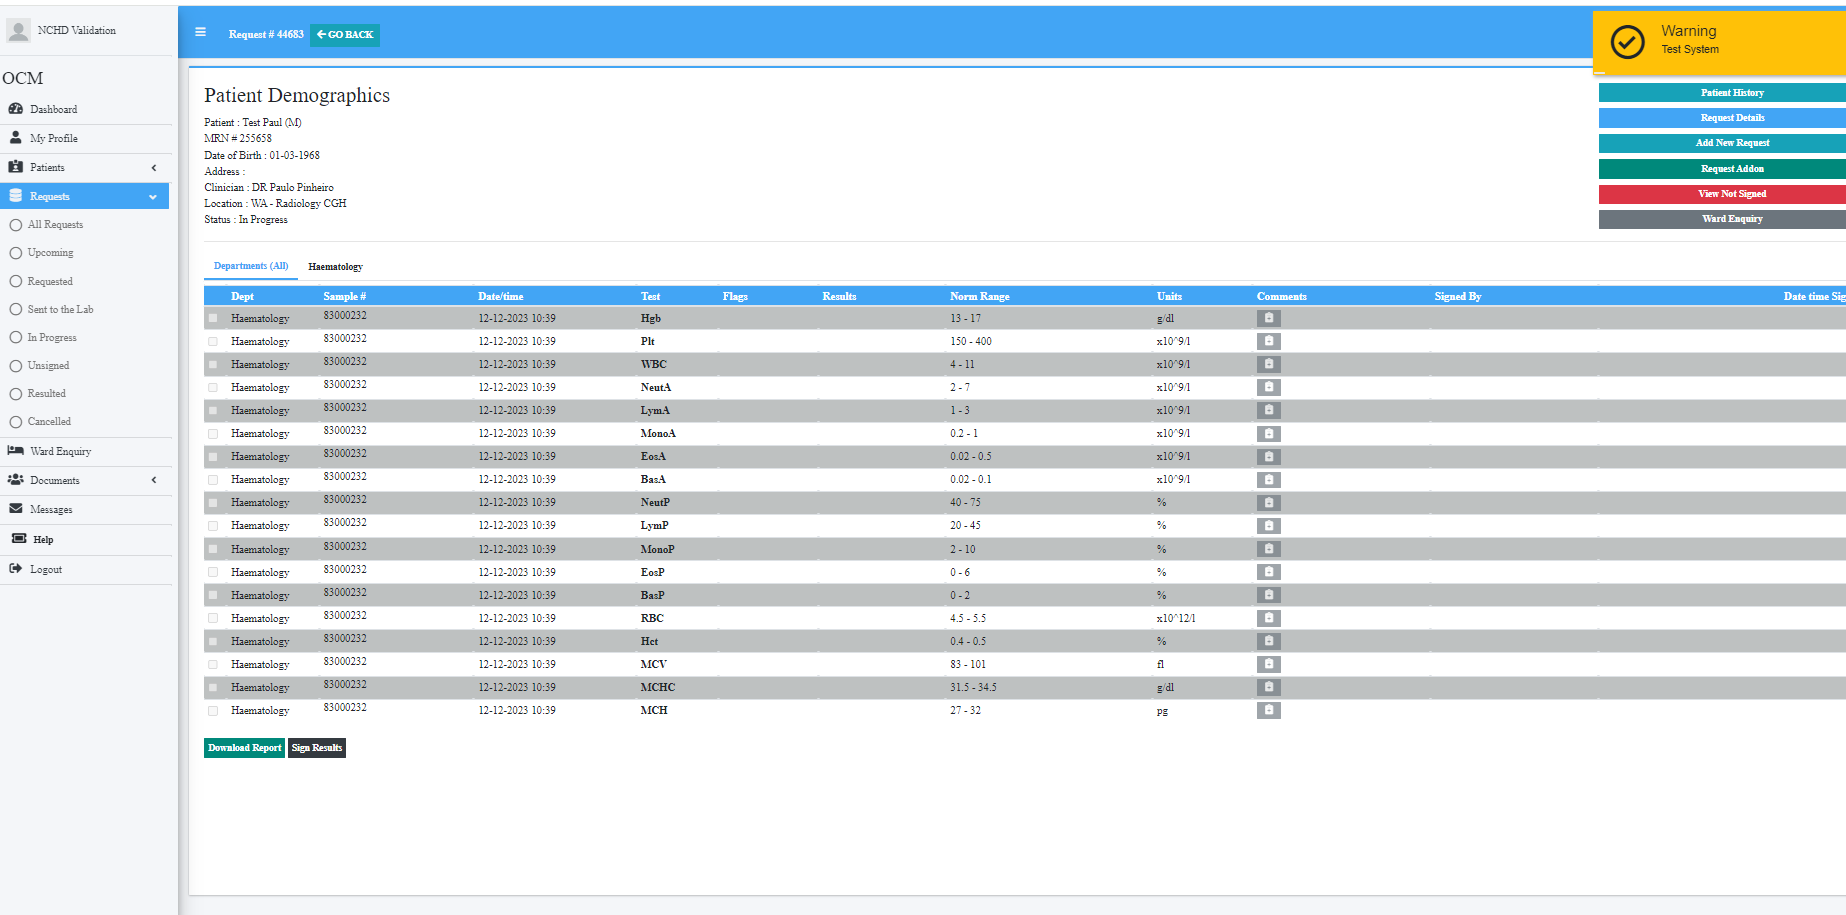 NCHD Validation
OCM
Dashboard
My Profile
Patients
Requests
All Requests
Upcoming
Requested
Sent to the Lab
In Progress
Unsigned
Resulted
Cancelled
Ward Enquiry
Documents
Messages
Help
Logout
Request # 44683 GO BACK
Warning
Test System
Patient History
Request Details
Add New Request
Request Addon
View Not Signed
Ward Enquiry
Patient Demographics
Patient : Test Paul (M)
MRN # 255658
Date of Birth : 01-03-1968
Address :
Clinician : DR Paulo Pinheiro
Location : WA - Radiology CGH
Status : In Progress
Departments (All) Haematology
Dept Sample # Date/time Test Flags Results Norm Range Units Comments Signed By Date time Sig
Haematology 83000232 12-12-2023 10:39 Hgb 13 - 17 g/dl
Haematology 83000232 12-12-2023 10:39 Plt 150 - 400 x10^9/l
Haematology 83000232 12-12-2023 10:39 WBC 4 - 11 x10^9/l
Haematology 83000232 12-12-2023 10:39 NeutA 2 - 7 x10^9/l
Haematology 83000232 12-12-2023 10:39 LymA 1 - 3 x10^9/l
Haematology 83000232 12-12-2023 10:39 MonoA 0.2 - 1 x10^9/l
Haematology 83000232 12-12-2023 10:39 EosA 0.02 - 0.5 x10^9/l
Haematology 83000232 12-12-2023 10:39 BasA 0.02 - 0.1 x10^9/l
Haematology 83000232 12-12-2023 10:39 NeutP 40 - 75 %
Haematology 83000232 12-12-2023 10:39 LymP 20 - 45 %
Haematology 83000232 12-12-2023 10:39 MonoP 2 - 10 %
Haematology 83000232 12-12-2023 10:39 EosP 0 - 6 %
Haematology 83000232 12-12-2023 10:39 BasP 0 - 2 %
Haematology 83000232 12-12-2023 10:39 RBC 4.5 - 5.5 x10^12/l
Haematology 83000232 12-12-2023 10:39 Hct 0.4 - 0.5 %
Haematology 83000232 12-12-2023 10:39 MCV 83 - 101 fl
Haematology 83000232 12-12-2023 10:39 MCHC 31.5 - 34.5 g/dl
Haematology 83000232 12-12-2023 10:39 MCH 27 - 32 pg
Download Report Sign Results